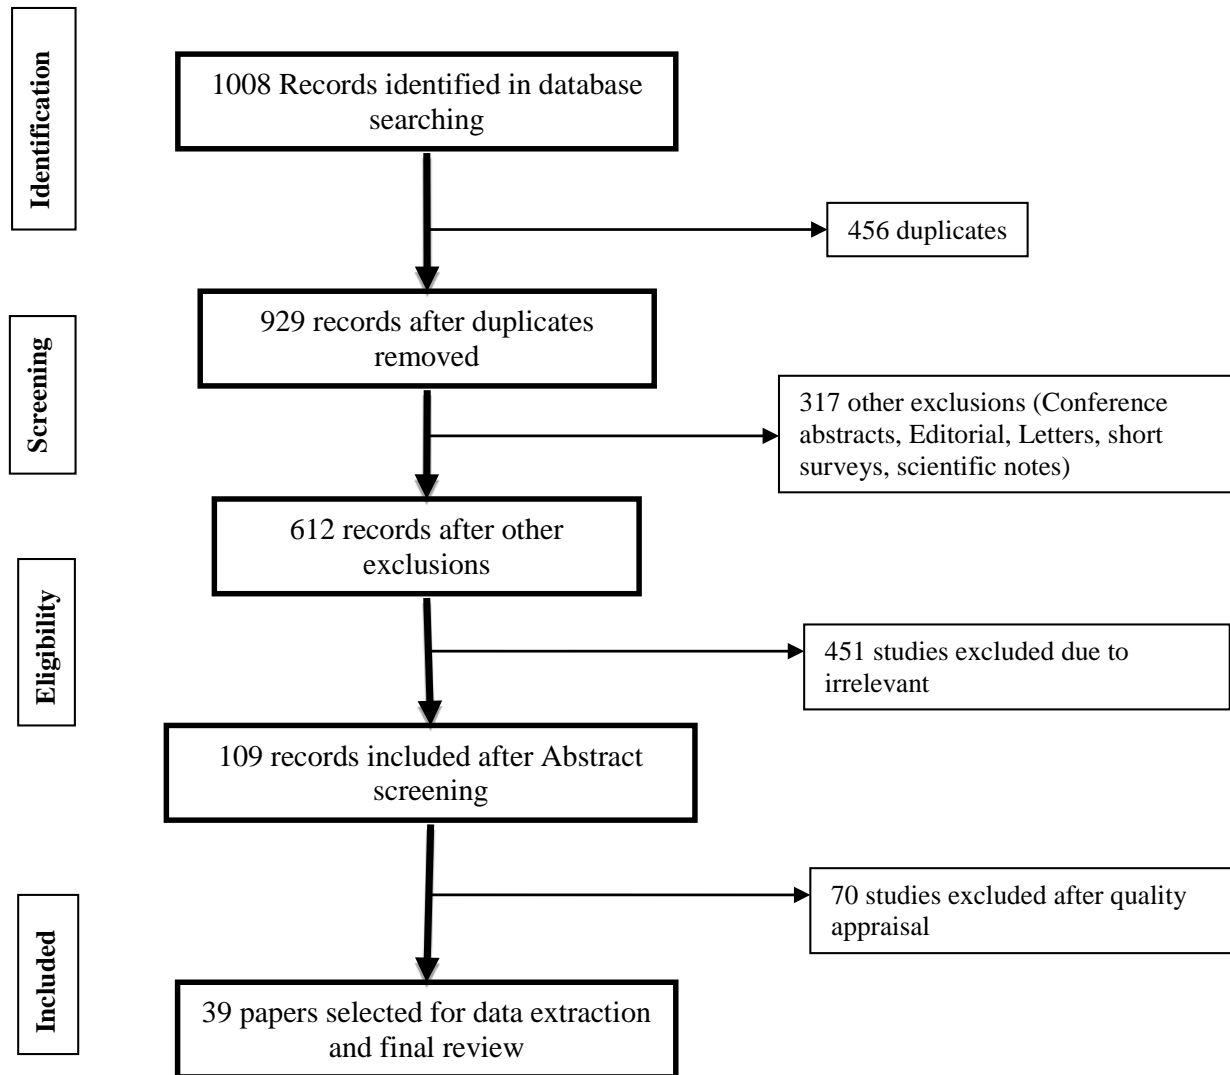 Identification
1008 Records identified in database
searching
456 duplicates
Screening
929 records after duplicates
removed
317 other exclusions (Conference
abstracts, Editorial, Letters, short
surveys, scientific notes)
612 records after other
exclusions
Eligibility
451 studies excluded due to
irrelevant
109 records included after Abstract
screening
Included
70 studies excluded after quality
appraisal
39 papers selected for data extraction
and final review